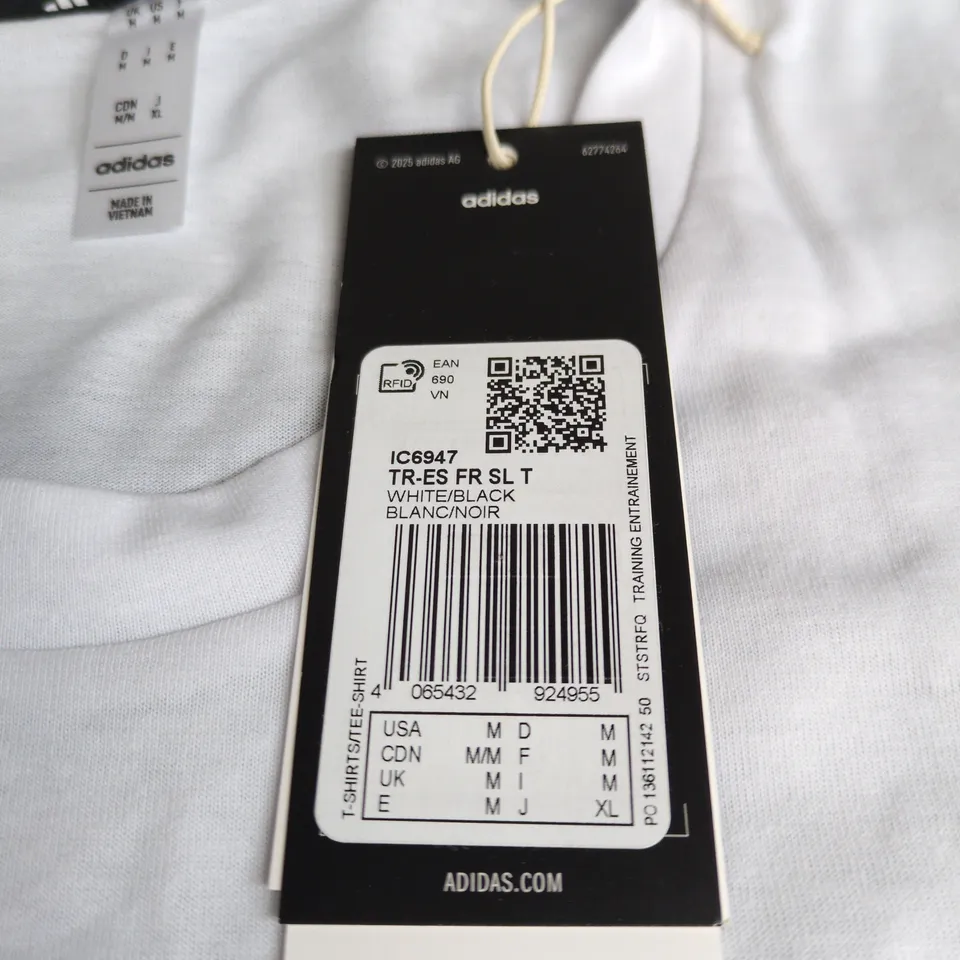 UK US F
M M M
D J E
M M M
CDN J
M/M XL
adidas
MADE IN
VIETNAM
© 2025 adidas AG
62774264
adidas
RFID
EAN
690
VN
IC6947
TR-ES FR SL T
WHITE/BLACK
BLANC/NOIR
4 065432 924955
T-SHIRTS/TEE-SHIRT
PO 136112142 50 STSTRFQ TRAINING ENTRAINEMENT
USA M D M
CDN M/M F M
UK M I M
E M J XL
ADIDAS.COM